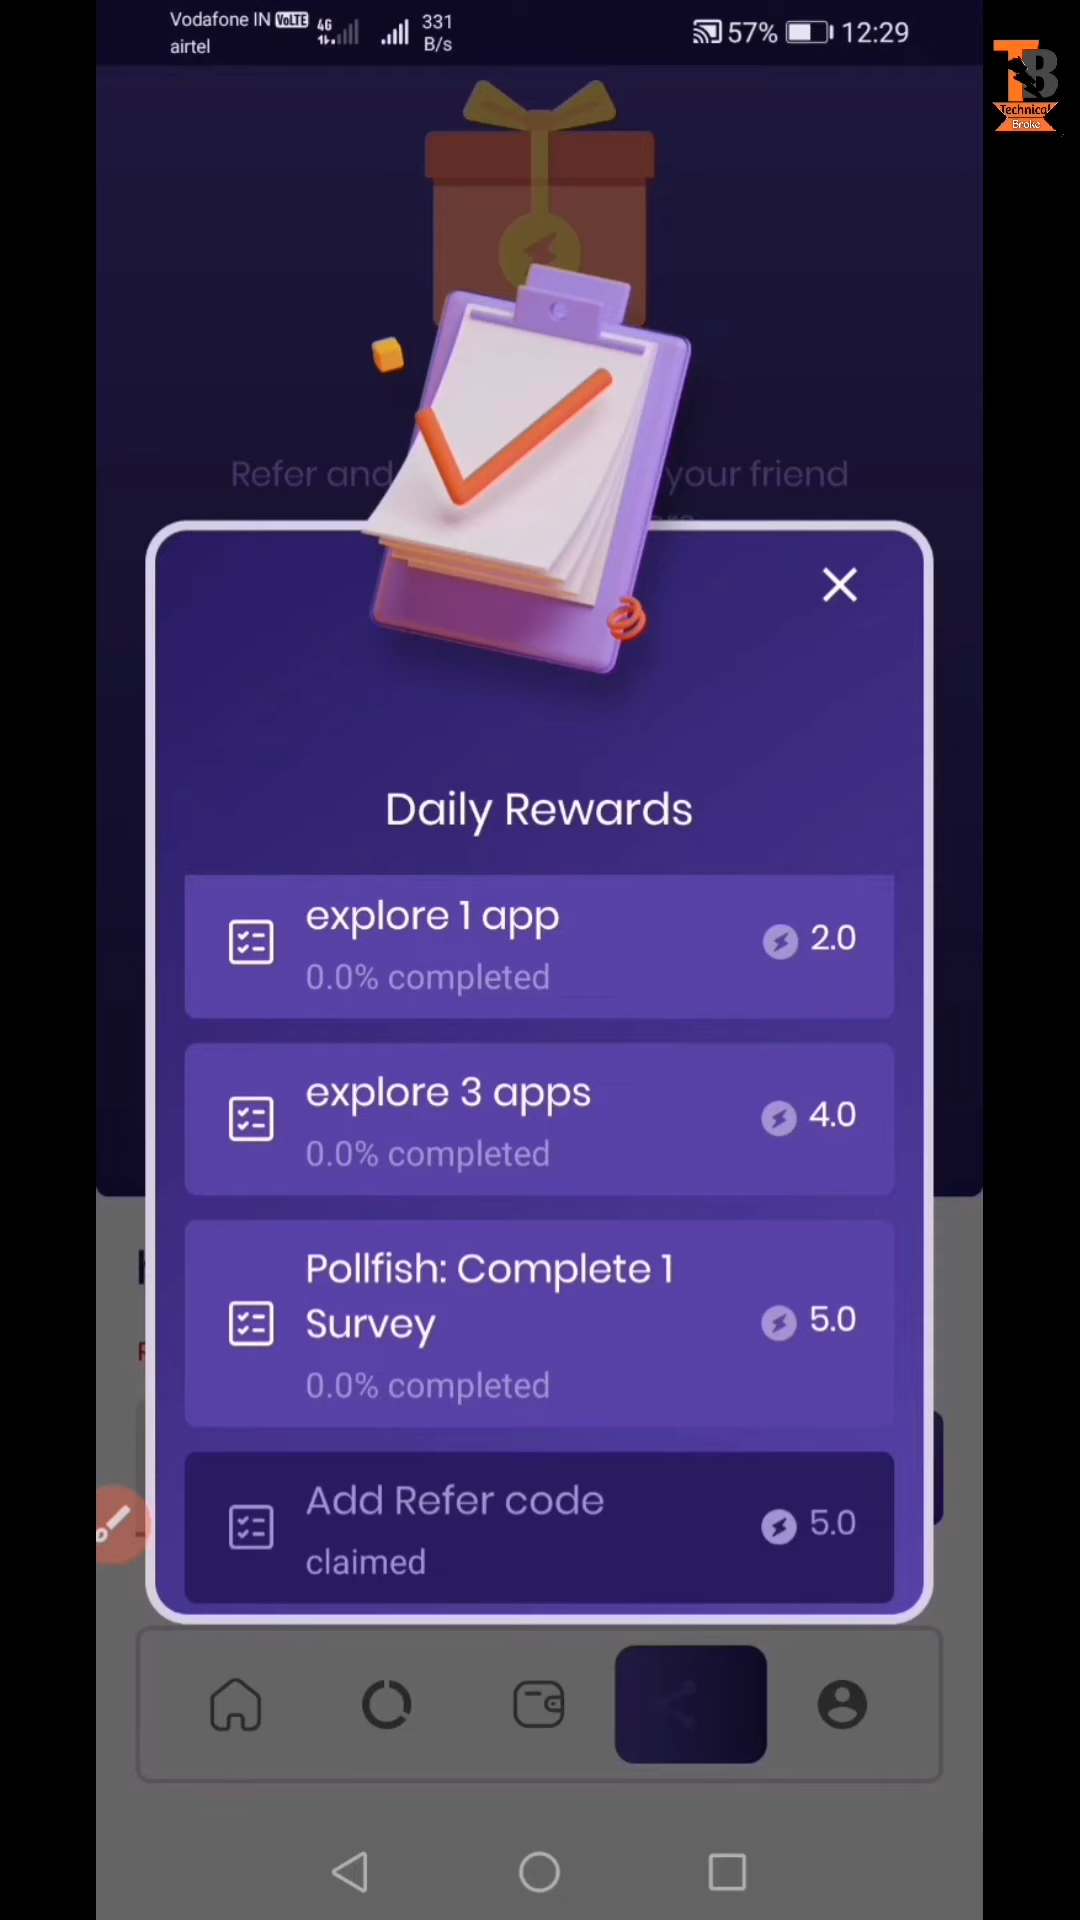 Vodafone IN VoLTE 4G 331 57% 12:29
airtel B/s
Technical
Broke
Refer and your friend
Daily Rewards
explore 1 app
2.0
0.0% completed
explore 3 apps
4.0
0.0% completed
Pollfish: Complete 1
Survey
5.0
0.0% completed
Add Refer code
5.0
claimed